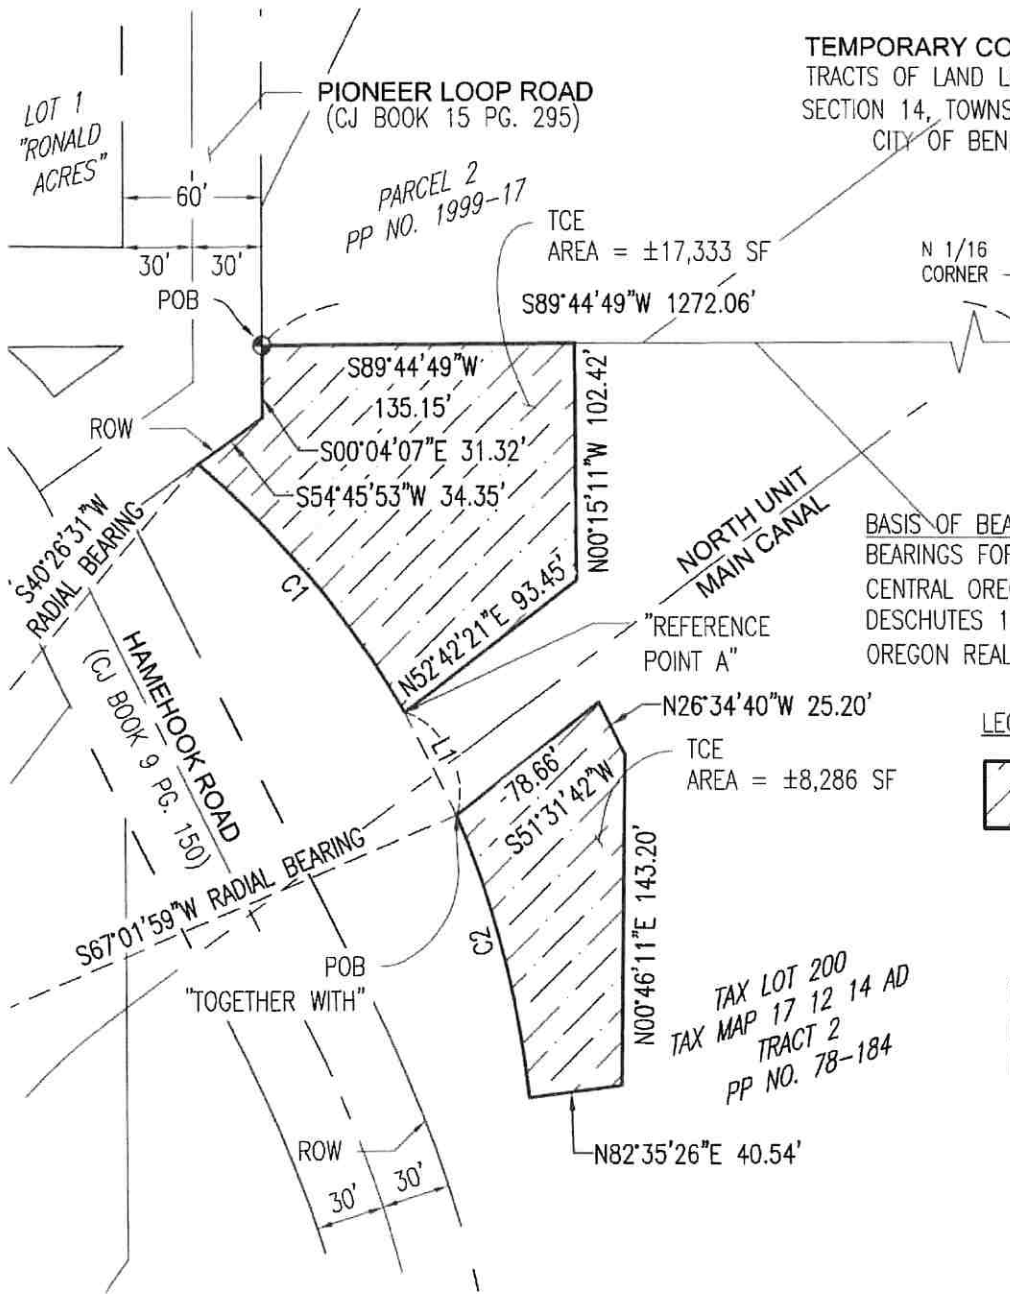 TEMPORARY CO
TRACTS OF LAND L
SECTION 14, TOWNS
CITY OF BEN
PIONEER LOOP ROAD
(CJ BOOK 15 PG. 295)
LOT 1
"RONALD
ACRES"
60'
30'
30'
PARCEL 2
PP NO. 1999-17
TCE
AREA = ±17,333 SF
N 1/16
CORNER
S89°44'49"W 1272.06'
POB
S89°44'49"W
135.15'
ROW
S00°04'07"E 31.32'
S54°45'53"W 34.35'
N00°15'11"W 102.42'
S40°26'31"W
RADIAL BEARING
C1
N52°42'21"E 93.45'
NORTH UNIT
MAIN CANAL
BASIS OF BEA
BEARINGS FOR
CENTRAL ORE
DESCHUTES 1
OREGON REAL
"REFERENCE
POINT A"
HAMEHOOK ROAD
(CJ BOOK 9 PG. 150)
N26°34'40"W 25.20'
L1
TCE
AREA = ±8,286 SF
78.66'
S51°31'42"W
S67°01'59"W RADIAL BEARING
C2
N00°46'11"E 143.20'
POB
"TOGETHER WITH"
TAX LOT 200
TAX MAP 17 12 14 AD
TRACT 2
PP NO. 78-184
ROW
N82°35'26"E 40.54'
30'
30'